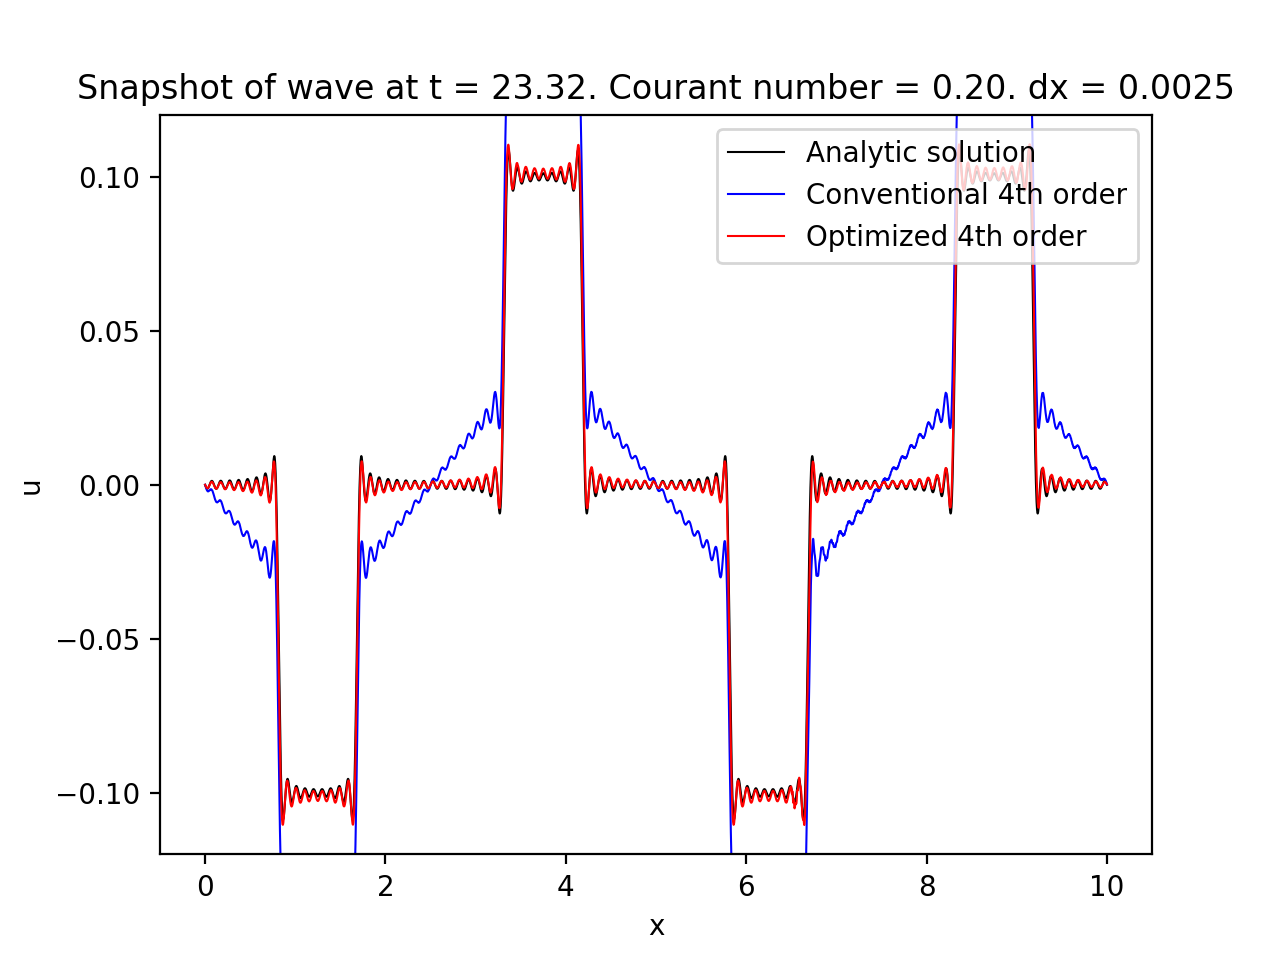 Snapshot of wave at t = 23.32. Courant number = 0.20. dx = 0.0025
Analytic solution
Conventional 4th order
Optimized 4th order
0.10
0.05
0.00
−0.05
−0.10
u
0 2 4 6 8 10
x